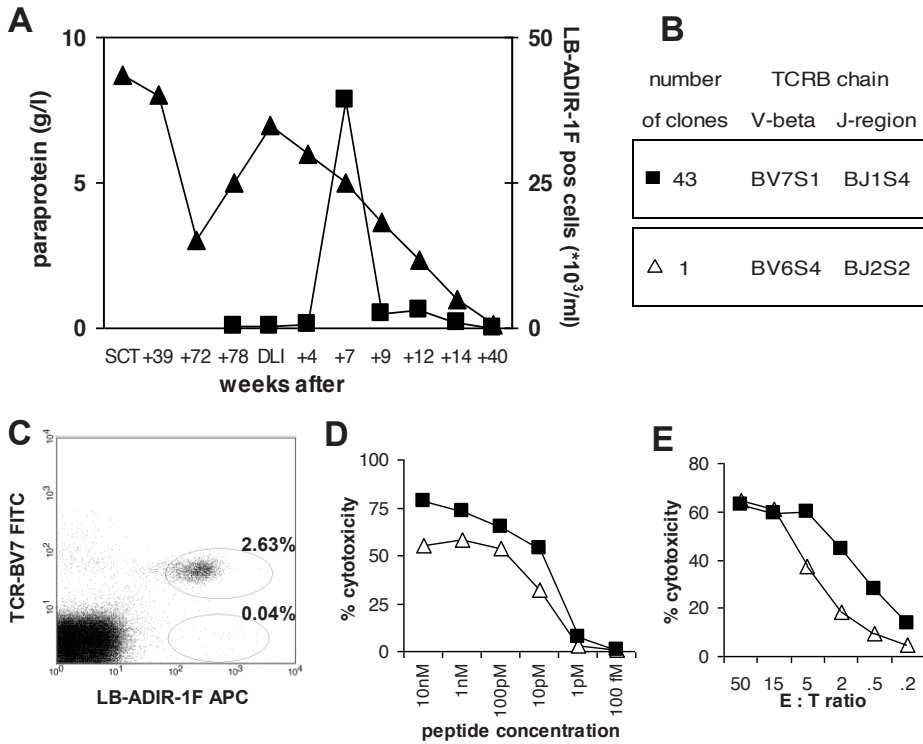 A
10
5
0
paraprotein (g/l)
50
25
0
LB-ADIR-1F pos cells (*10³/ml)
SCT +39 +72 +78 DLI +4 +7 +9 +12 +14 +40
weeks after
B
number TCRB chain
of clones V-beta J-region
43 BV7S1 BJ1S4
1 BV6S4 BJ2S2
C
TCR-BV7 FITC
10⁴
10³
10²
10¹
10⁰
2.63%
0.04%
10⁰ 10¹ 10² 10³ 10⁴
LB-ADIR-1F APC
D
% cytotoxicity
100
75
50
25
0
10nM
1nM
100pM
10pM
1pM
100 fM
peptide concentration
E
% cytotoxicity
80
60
40
20
0
50 15 5 2 .5 .2
E : T ratio